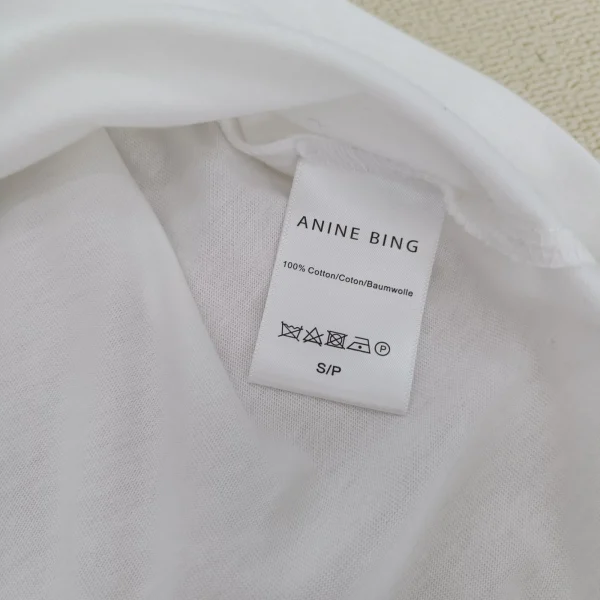 ANINE BING
100% Cotton/Coton/Baumwolle
P
S/P